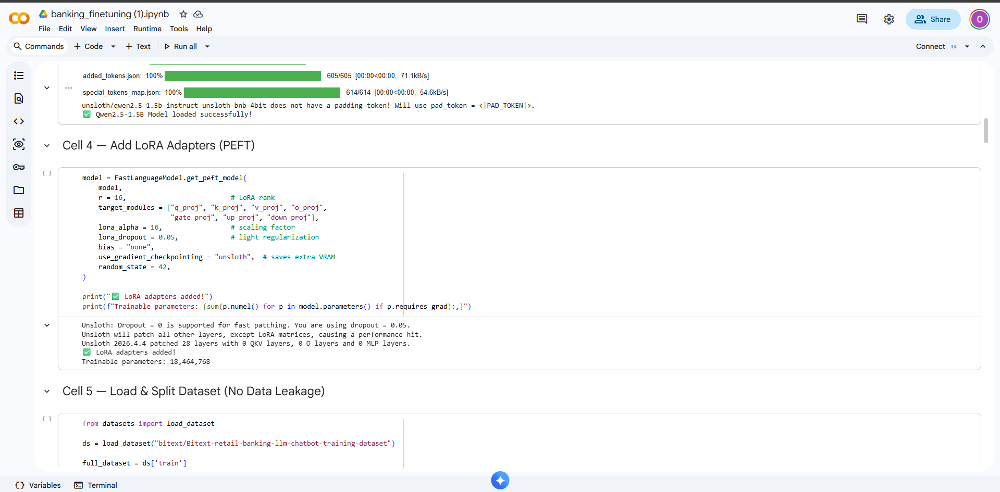 banking_finetuning (1).ipynb
File Edit View Insert Runtime Tools Help
Share
O
Commands + Code + Text Run all
Connect T4
added_tokens.json: 100% 605/605 [00:00<00:00, 71.1kB/s]
special_tokens_map.json: 100% 614/614 [00:00<00:00, 54.6kB/s]
unsloth/qwen2.5-1.5b-instruct-unsloth-bnb-4bit does not have a padding token! Will use pad_token = <|PAD_TOKEN|>.
✅ Qwen2.5-1.5B Model loaded successfully!
Cell 4 — Add LoRA Adapters (PEFT)
[ ]
model = FastLanguageModel.get_peft_model(
    model,
    r = 16,                          # LoRA rank
    target_modules = ["q_proj", "k_proj", "v_proj", "o_proj",
                      "gate_proj", "up_proj", "down_proj"],
    lora_alpha = 16,                 # scaling factor
    lora_dropout = 0.05,             # light regularization
    bias = "none",
    use_gradient_checkpointing = "unsloth",  # saves extra VRAM
    random_state = 42,
)
print("✅ LoRA adapters added!")
print(f"Trainable parameters: {sum(p.numel() for p in model.parameters() if p.requires_grad):,}")
Unsloth: Dropout = 0 is supported for fast patching. You are using dropout = 0.05.
Unsloth will patch all other layers, except LoRA matrices, causing a performance hit.
Unsloth 2026.4.4 patched 28 layers with 0 QKV layers, 0 O layers and 0 MLP layers.
✅ LoRA adapters added!
Trainable parameters: 18,464,768
Cell 5 — Load & Split Dataset (No Data Leakage)
[ ]
from datasets import load_dataset
ds = load_dataset("bitext/Bitext-retail-banking-llm-chatbot-training-dataset")
full_dataset = ds['train']
Variables Terminal